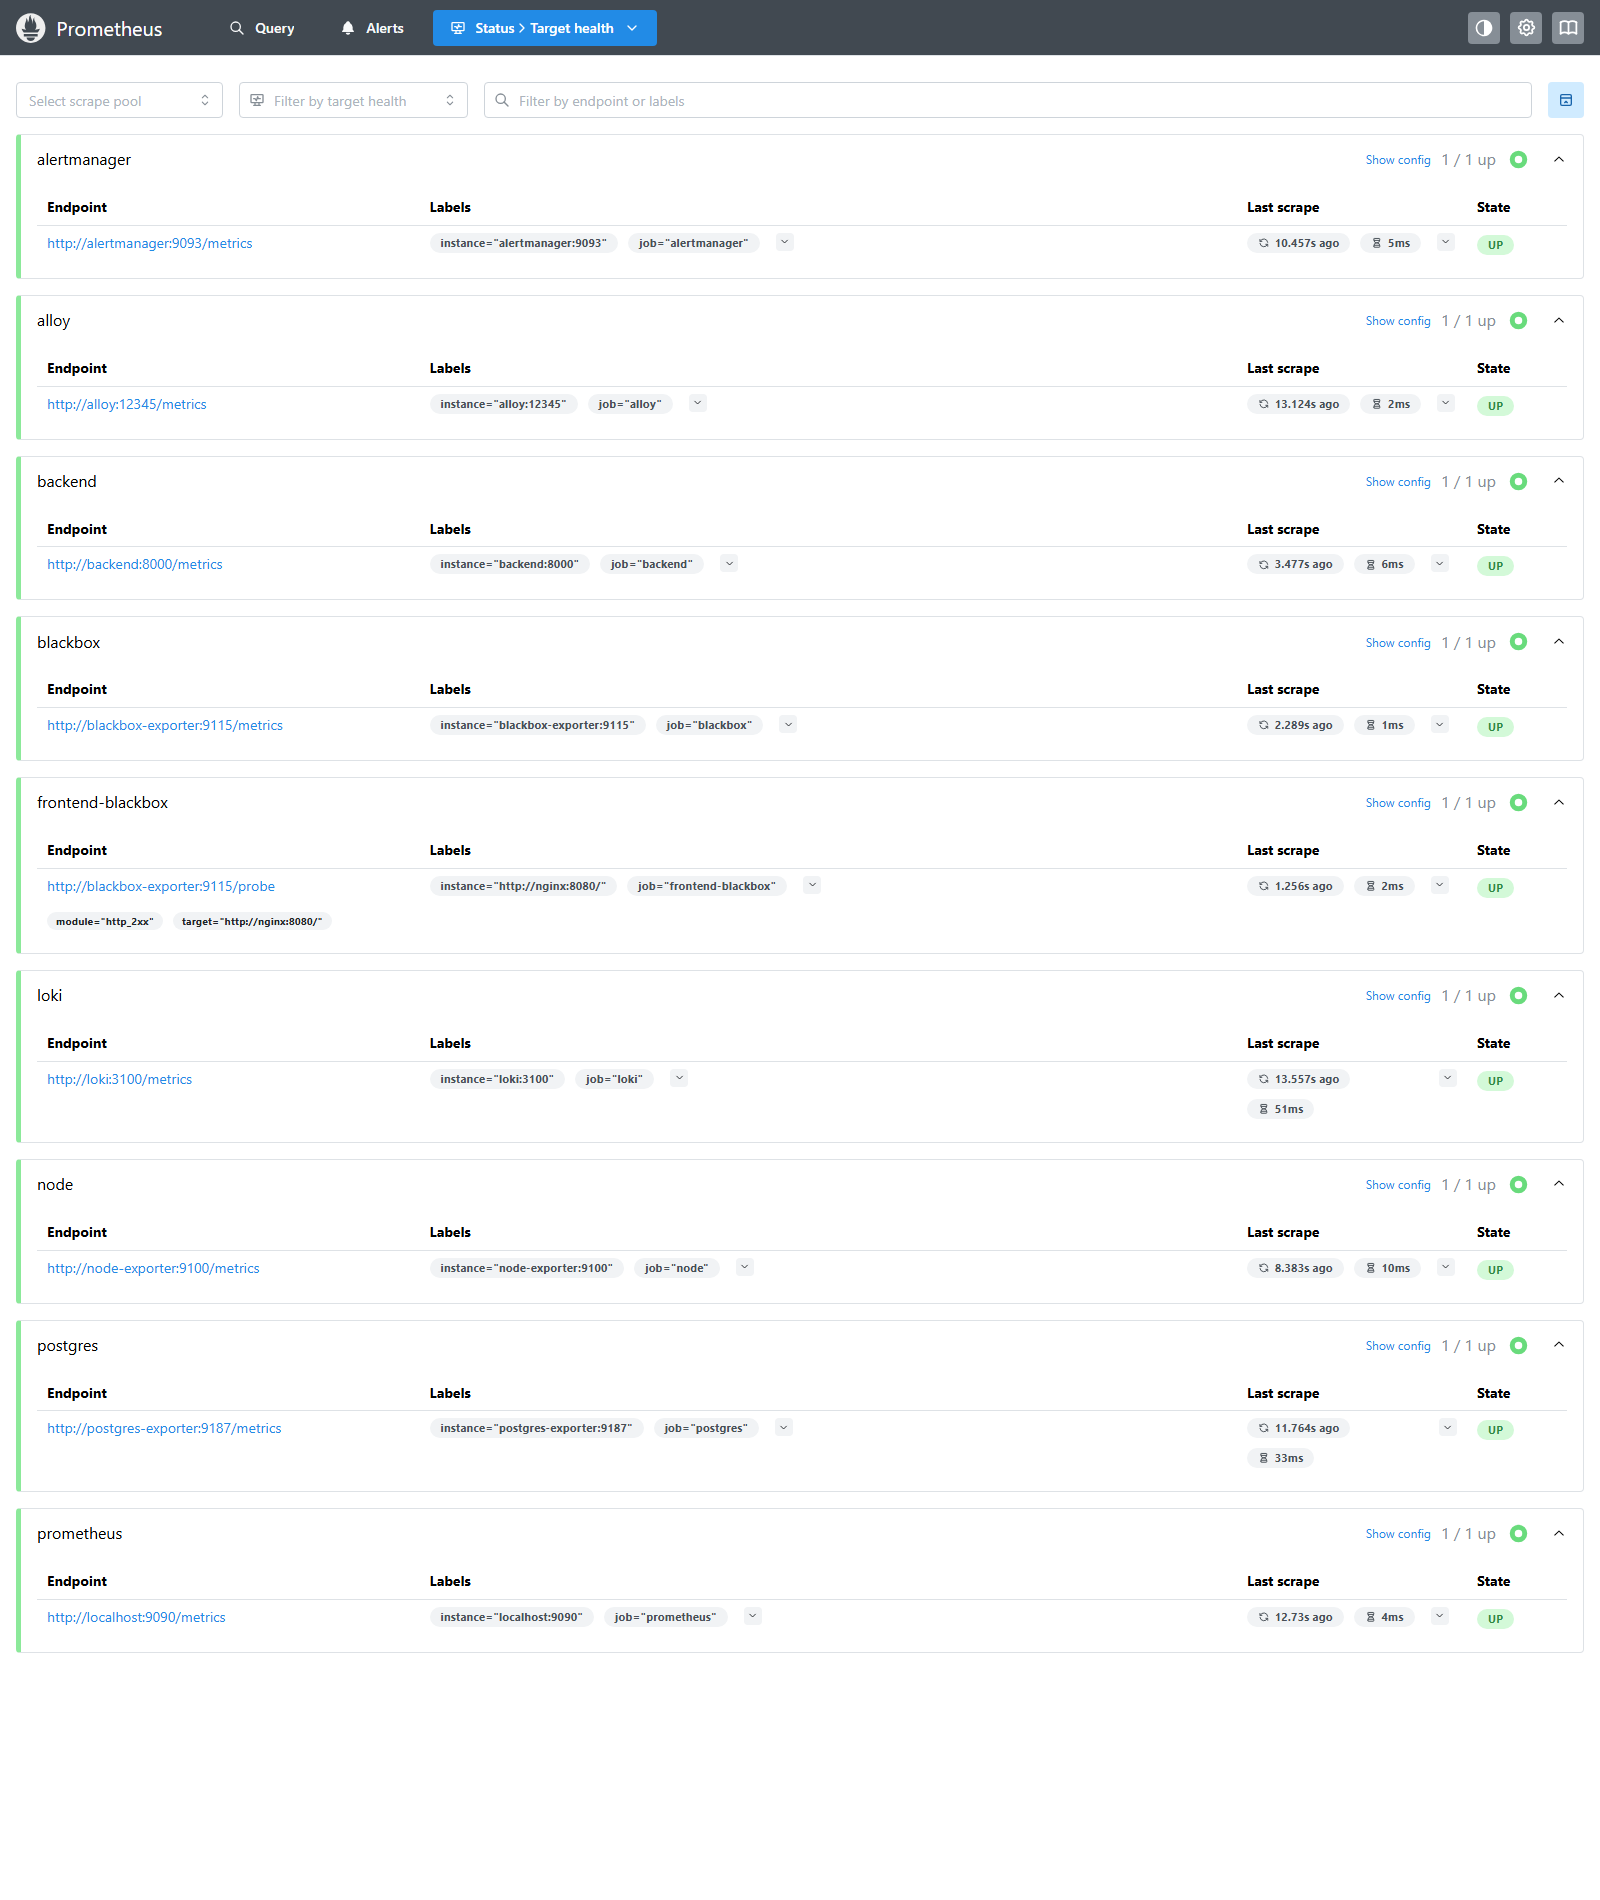 Prometheus Query Alerts Status > Target health
Select scrape pool Filter by target health Filter by endpoint or labels
alertmanager Show config 1 / 1 up
Endpoint Labels Last scrape State
http://alertmanager:9093/metrics instance="alertmanager:9093" job="alertmanager" 10.457s ago 5ms UP
alloy Show config 1 / 1 up
Endpoint Labels Last scrape State
http://alloy:12345/metrics instance="alloy:12345" job="alloy" 13.124s ago 2ms UP
backend Show config 1 / 1 up
Endpoint Labels Last scrape State
http://backend:8000/metrics instance="backend:8000" job="backend" 3.477s ago 6ms UP
blackbox Show config 1 / 1 up
Endpoint Labels Last scrape State
http://blackbox-exporter:9115/metrics instance="blackbox-exporter:9115" job="blackbox" 2.289s ago 1ms UP
frontend-blackbox Show config 1 / 1 up
Endpoint Labels Last scrape State
http://blackbox-exporter:9115/probe instance="http://nginx:8080/" job="frontend-blackbox" 1.256s ago 2ms UP
module="http_2xx" target="http://nginx:8080/"
loki Show config 1 / 1 up
Endpoint Labels Last scrape State
http://loki:3100/metrics instance="loki:3100" job="loki" 13.557s ago UP
51ms
node Show config 1 / 1 up
Endpoint Labels Last scrape State
http://node-exporter:9100/metrics instance="node-exporter:9100" job="node" 8.383s ago 10ms UP
postgres Show config 1 / 1 up
Endpoint Labels Last scrape State
http://postgres-exporter:9187/metrics instance="postgres-exporter:9187" job="postgres" 11.764s ago UP
33ms
prometheus Show config 1 / 1 up
Endpoint Labels Last scrape State
http://localhost:9090/metrics instance="localhost:9090" job="prometheus" 12.73s ago 4ms UP